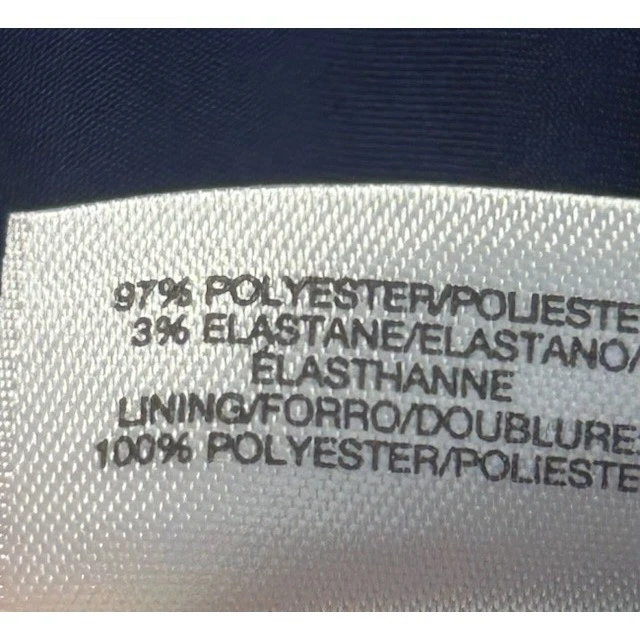 97% POLYESTER/POLIESTE
3% ELASTANE/ELASTANO/
ÉLASTHANNE
LINING/FORRO/DOUBLURE:
100% POLYESTER/POLIESTE